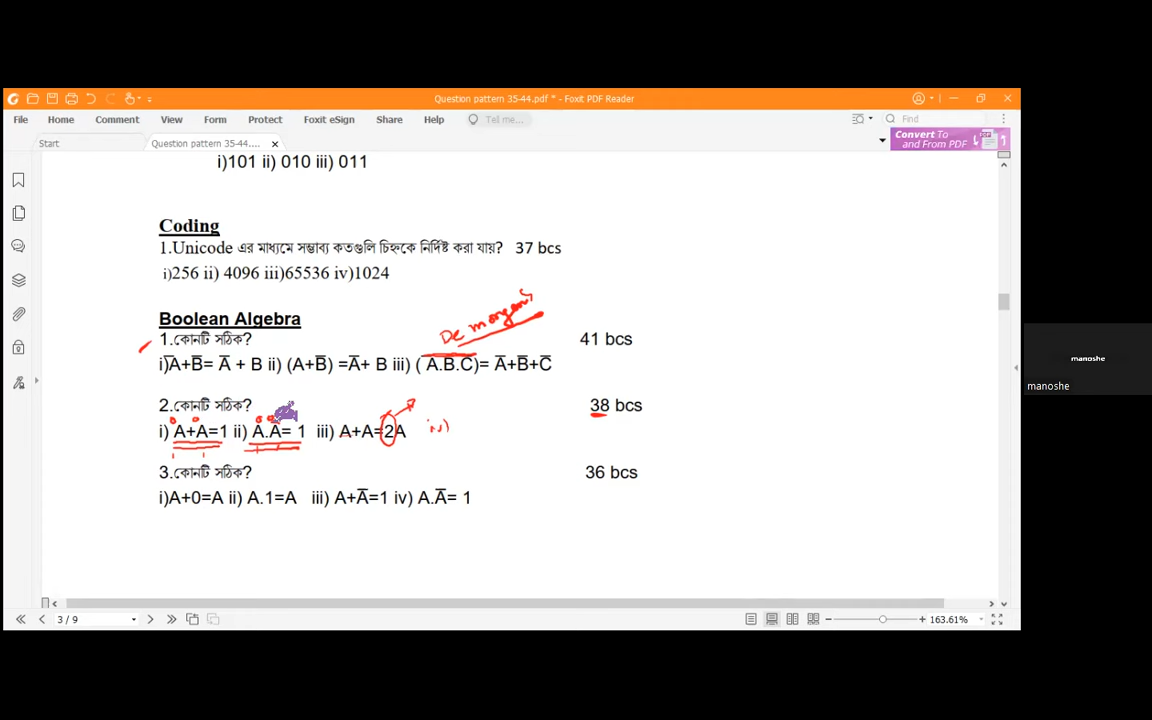 Question pattern 35-44.pdf * - Foxit PDF Reader
File Home Comment View Form Protect Foxit eSign Share Help Tell me... Find
Start Question pattern 35-44.... Convert To and From PDF
i)101 ii) 010 iii) 011
Coding
1.Unicode এর মাধ্যমে সম্ভাব্য কতগুলি চিহ্নকে নির্দিষ্ট করা যায়? 37 bcs
i)256 ii) 4096 iii)65536 iv)1024
De morgan's
Boolean Algebra
1.কোনটি সঠিক? 41 bcs
i)A̅+B̅= A̅ + B ii) (A+B̅) =A̅+ B iii) ( A.B.C)= A̅+B̅+C̅
2.কোনটি সঠিক? 38 bcs
i) A+A=1 ii) A.A= 1 iii) A+A=2A iv)
3.কোনটি সঠিক? 36 bcs
i)A+0=A ii) A.1=A iii) A+A̅=1 iv) A.A̅= 1
manoshe
manoshe
3 / 9 163.61%